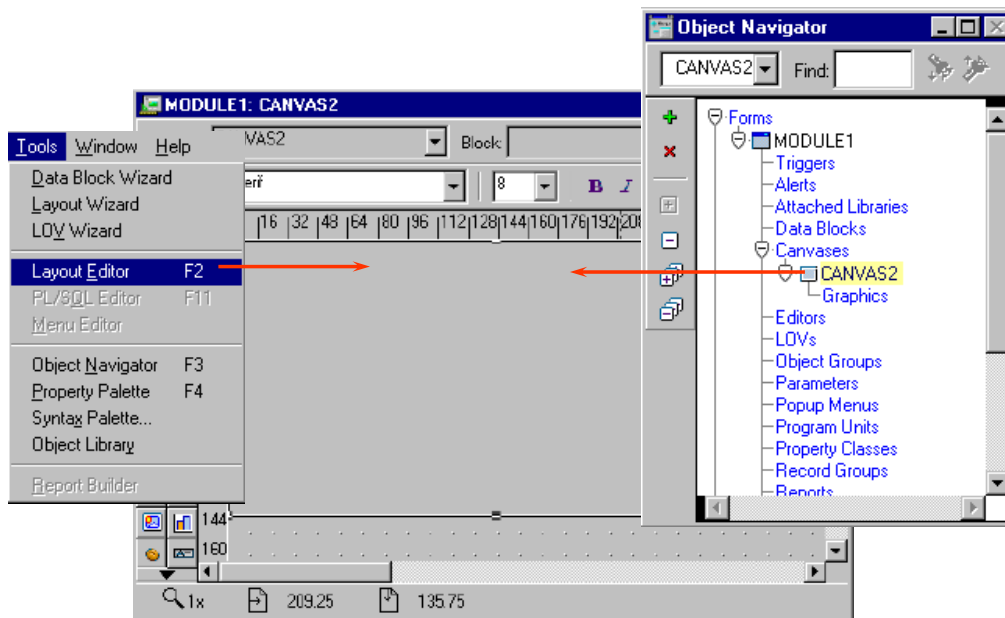 Object Navigator
CANVAS2
Find:
Forms
MODULE1
Triggers
Alerts
Attached Libraries
Data Blocks
Canvases
CANVAS2
Graphics
Editors
LOVs
Object Groups
Parameters
Popup Menus
Program Units
Property Classes
Record Groups
Reports
MODULE1: CANVAS2
VAS2
Block:
8
B I
16 32 48 64 80 96 112 128 144 160 176 192 208
Tools Window Help
Data Block Wizard
Layout Wizard
LOV Wizard
Layout Editor F2
PL/SQL Editor F11
Menu Editor
Object Navigator F3
Property Palette F4
Syntax Palette...
Object Library
Report Builder
144
160
1x 209.25 135.75